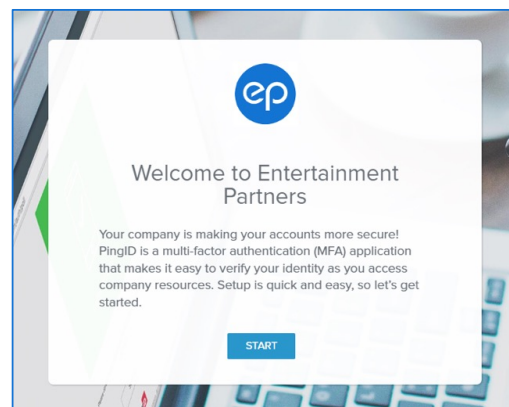 ep
Welcome to Entertainment
Partners
Your company is making your accounts more secure!
PingID is a multi-factor authentication (MFA) application
that makes it easy to verify your identity as you access
company resources. Setup is quick and easy, so let's get
started.
START